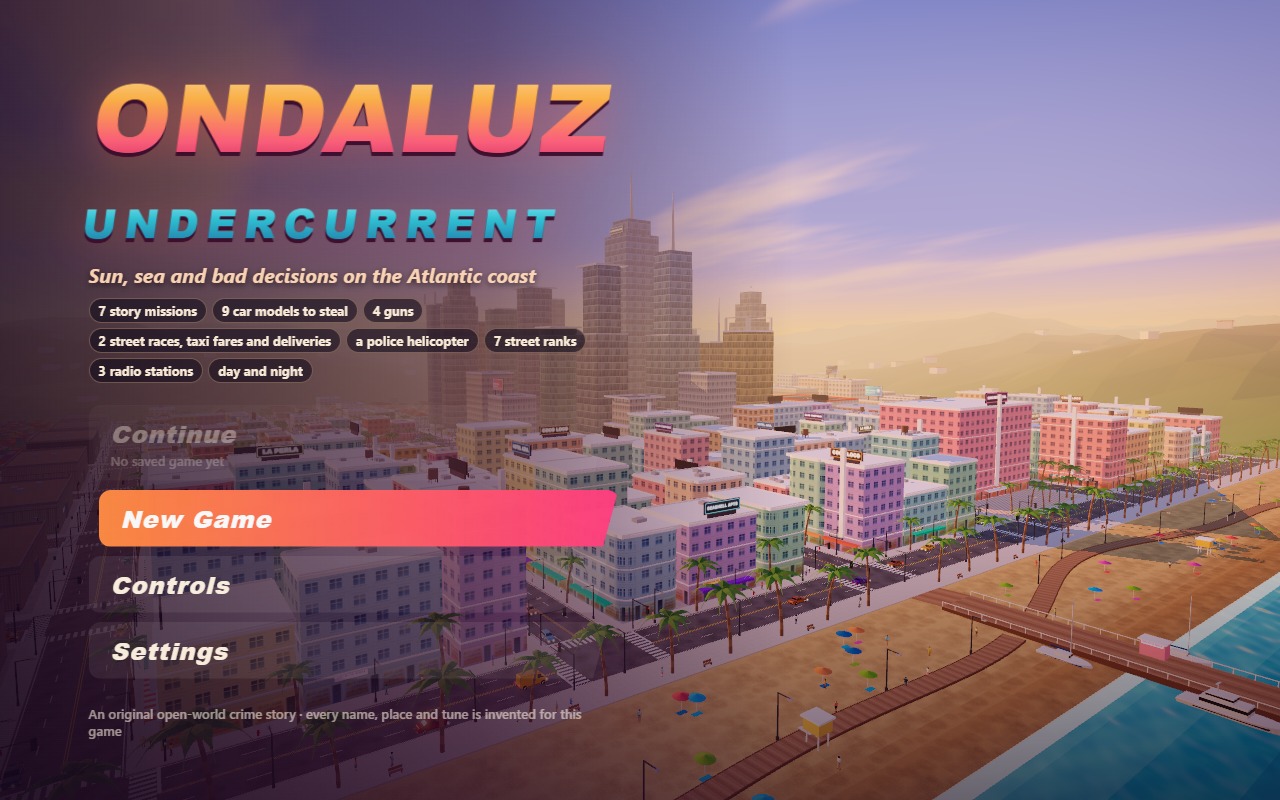 ONDALUZ
UNDERCURRENT
Sun, sea and bad decisions on the Atlantic coast
7 story missions 9 car models to steal 4 guns
2 street races, taxi fares and deliveries a police helicopter 7 street ranks
3 radio stations day and night
Continue
No saved game yet
LA PERLA
New Game
Controls
Settings
An original open-world crime story · every name, place and tune is invented for this
game